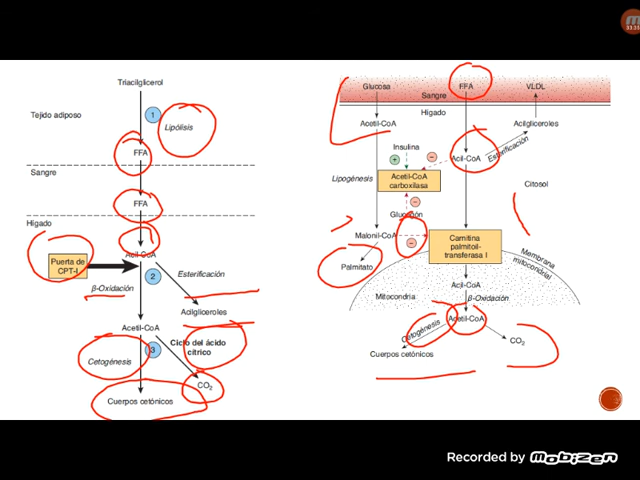 Triacilglicerol
Tejido adiposo
1
Lipólisis
FFA
Sangre
FFA
Hígado
Acil-CoA
Puerta de
CPT-I
2
Esterificación
β-Oxidación
Acilgliceroles
Acetil-CoA
Ciclo del ácido
cítrico
3
Cetogénesis
CO2
Cuerpos cetónicos
Glucosa
FFA
VLDL
Sangre
Hígado
Acetil-CoA
Acilgliceroles
Insulina
Esterificación
Acil-CoA
Lipogénesis
Acetil-CoA
carboxilasa
Citosol
Glucagón
Malonil-CoA
Carnitina
palmitoil-
transferasa I
Palmitato
Membrana
mitocondrial
Acil-CoA
Mitocondria
β-Oxidación
Acetil-CoA
Cetogénesis
CO2
Cuerpos cetónicos
Recorded by MOBIZEN